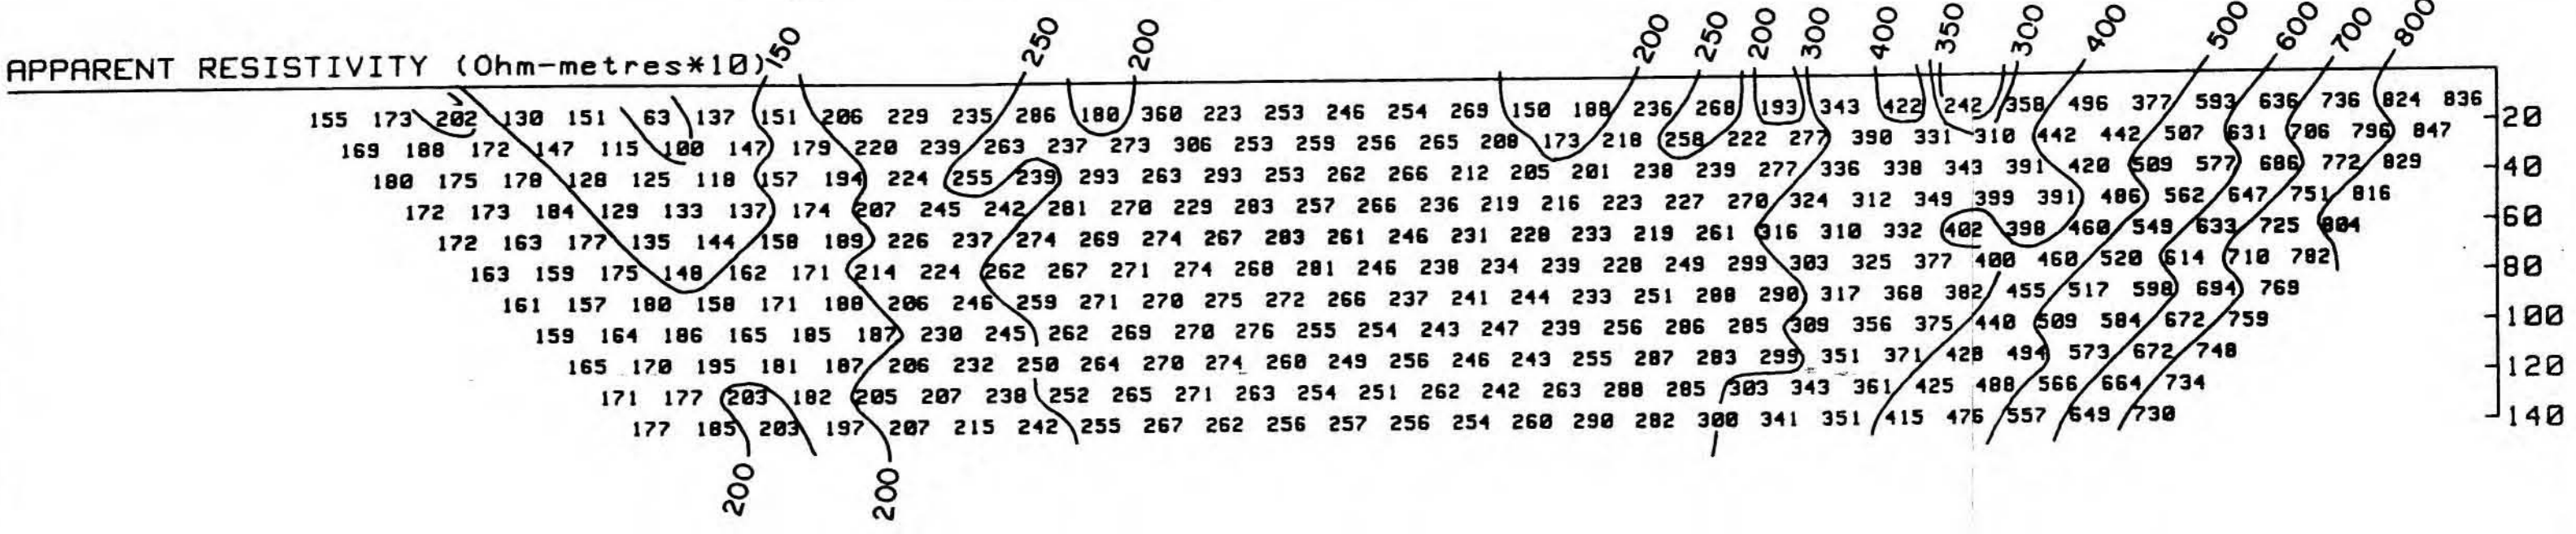 250 200 200 250 200 300 400 350 300 400 500 600 700 800
APPARENT RESISTIVITY (Ohm-metres*10) 150
155 173 202 130 151 63 137 151 206 229 235 286 180 360 223 253 246 254 269 150 188 236 268 193 343 422 242 358 496 377 593 636 736 824 836 20
169 188 172 147 115 100 147 179 220 239 263 237 273 306 253 259 256 265 208 173 218 258 222 277 390 331 310 442 442 507 631 706 796 847
180 175 178 128 125 118 157 194 224 255 239 293 263 293 253 262 266 212 205 201 238 239 277 336 338 343 391 420 509 577 686 772 829 40
172 173 184 129 133 137 174 207 245 242 281 270 229 283 257 266 236 219 216 223 227 270 324 312 349 399 391 486 562 647 751 816
172 163 177 135 144 158 189 226 237 274 269 274 267 283 261 246 231 228 233 219 261 316 310 332 402 398 460 549 633 725 804 60
163 159 175 148 162 171 214 224 262 267 271 274 268 281 246 238 234 239 228 249 299 303 325 377 400 460 520 614 710 782 80
161 157 180 158 171 188 206 246 259 271 270 275 272 266 237 241 244 233 251 288 290 317 368 382 455 517 598 694 769
159 164 186 165 185 187 230 245 262 269 270 276 255 254 243 247 239 256 286 285 309 356 375 440 509 584 672 759 100
165 170 195 181 187 206 232 250 264 270 274 260 249 256 246 243 255 287 283 299 351 371 428 494 573 672 748 120
171 177 203 182 205 207 238 252 265 271 263 254 251 262 242 263 288 285 303 343 361 425 488 566 664 734
177 185 203 197 207 215 242 255 267 262 256 257 256 254 260 290 282 300 341 351 415 476 557 649 730 140
200 200